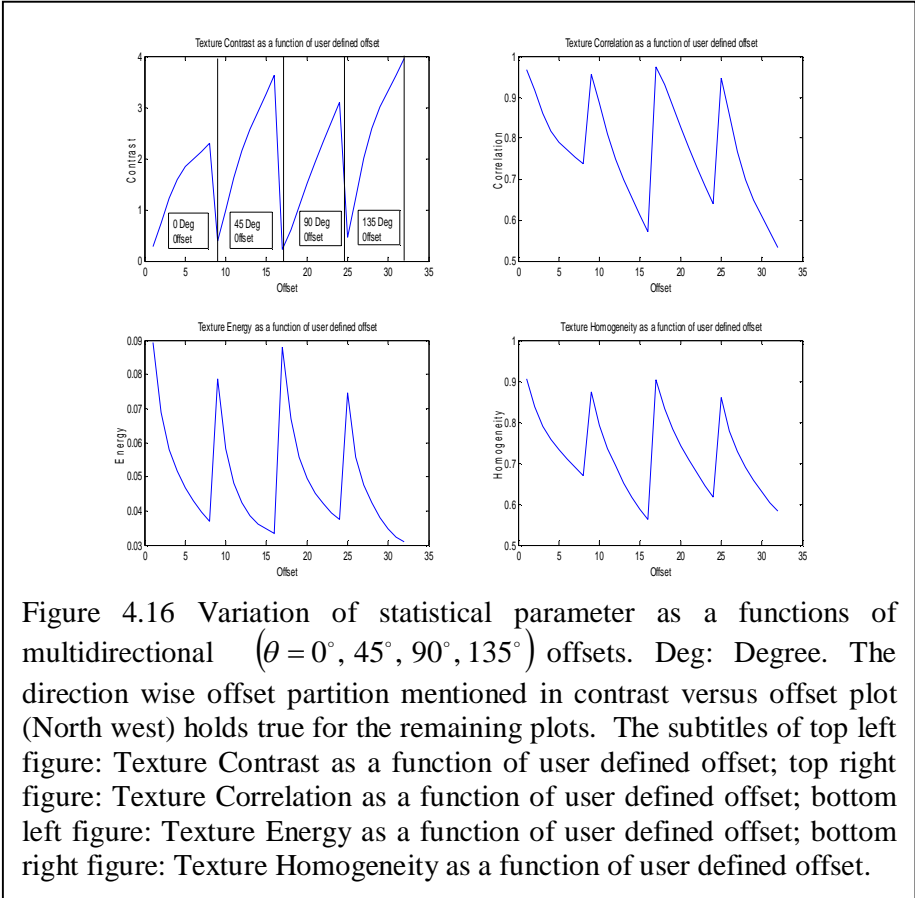 Texture Contrast as a function of user defined offset
4
3
2
1
0
Contrast
0 Deg
Offset
45 Deg
Offset
90 Deg
Offset
135 Deg
Offset
0 5 10 15 20 25 30 35
Offset
Texture Correlation as a function of user defined offset
1
0.9
0.8
0.7
0.6
0.5
Correlation
0 5 10 15 20 25 30 35
Offset
Texture Energy as a function of user defined offset
0.09
0.08
0.07
0.06
0.05
0.04
0.03
Energy
0 5 10 15 20 25 30 35
Offset
Texture Homogeneity as a function of user defined offset
1
0.9
0.8
0.7
0.6
0.5
Homogeneity
0 5 10 15 20 25 30 35
Offset
Figure 4.16 Variation of statistical parameter as a functions of
multidirectional (θ = 0°, 45°, 90°, 135°) offsets. Deg: Degree. The
direction wise offset partition mentioned in contrast versus offset plot
(North west) holds true for the remaining plots. The subtitles of top left
figure: Texture Contrast as a function of user defined offset; top right
figure: Texture Correlation as a function of user defined offset; bottom
left figure: Texture Energy as a function of user defined offset; bottom
right figure: Texture Homogeneity as a function of user defined offset.